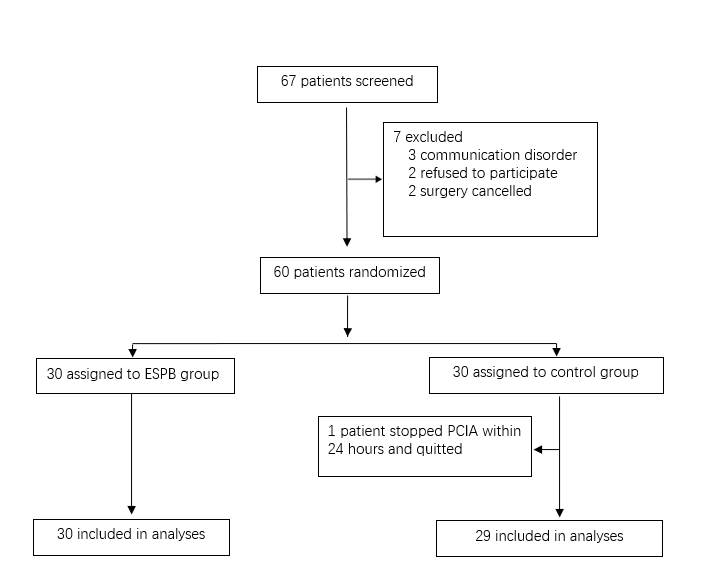 67 patients screened
7 excluded
3 communication disorder
2 refused to participate
2 surgery cancelled
60 patients randomized
30 assigned to ESPB group
30 assigned to control group
1 patient stopped PCIA within
24 hours and quitted
30 included in analyses
29 included in analyses